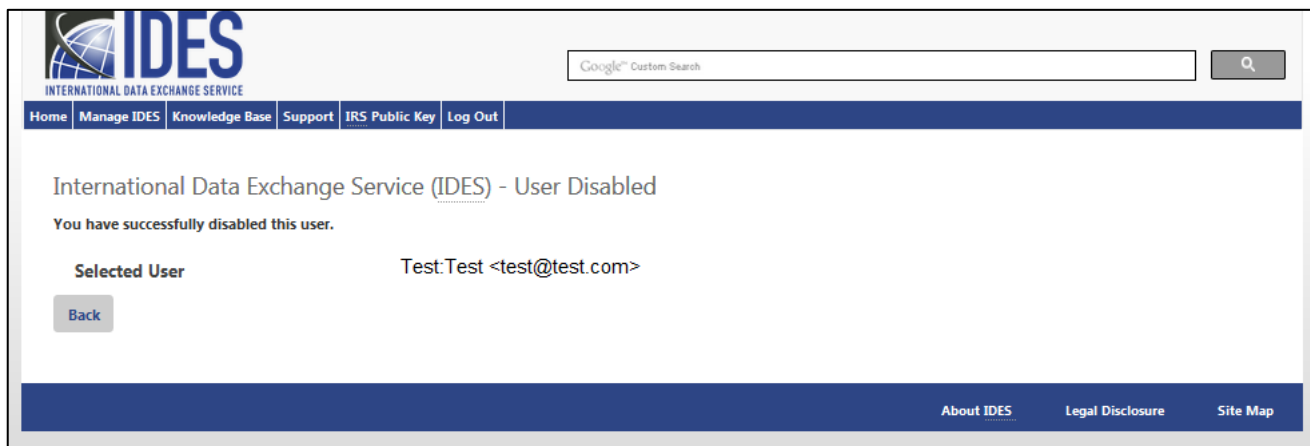 IDES
INTERNATIONAL DATA EXCHANGE SERVICE
Google™ Custom Search
Home Manage IDES Knowledge Base Support IRS Public Key Log Out
International Data Exchange Service (IDES) - User Disabled
You have successfully disabled this user.
Selected User Test:Test <test@test.com>
Back
About IDES Legal Disclosure Site Map